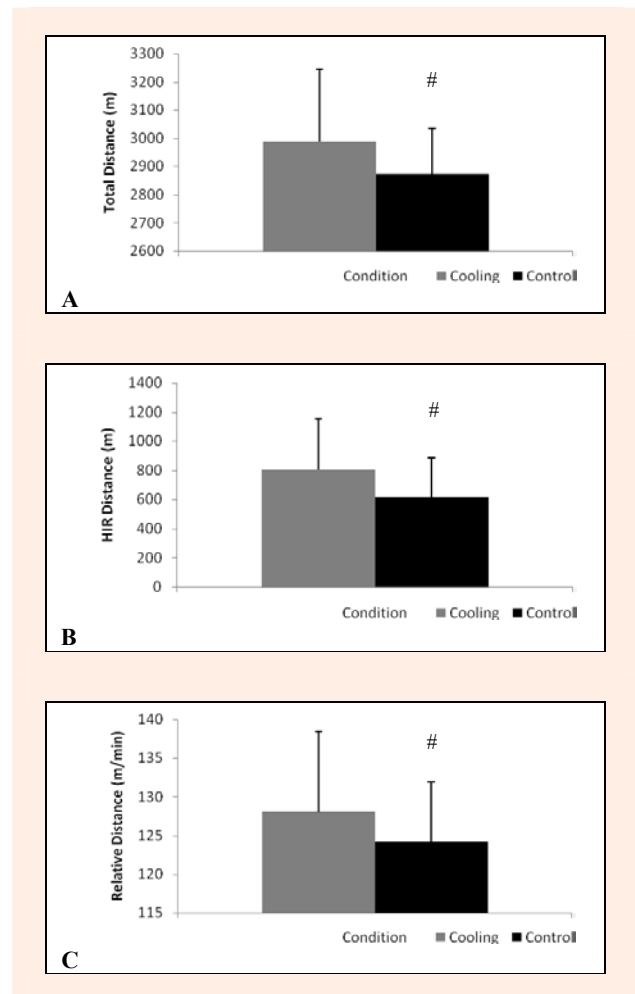 3300
3200
3100
3000
2900
2800
2700
2600
Total Distance (m)
#
Condition Cooling Control
A
1400
1200
1000
800
600
400
200
0
HIR Distance (m)
#
Condition Cooling Control
B
140
135
130
125
120
115
Relative Distance (m/min)
#
Condition Cooling Control
C